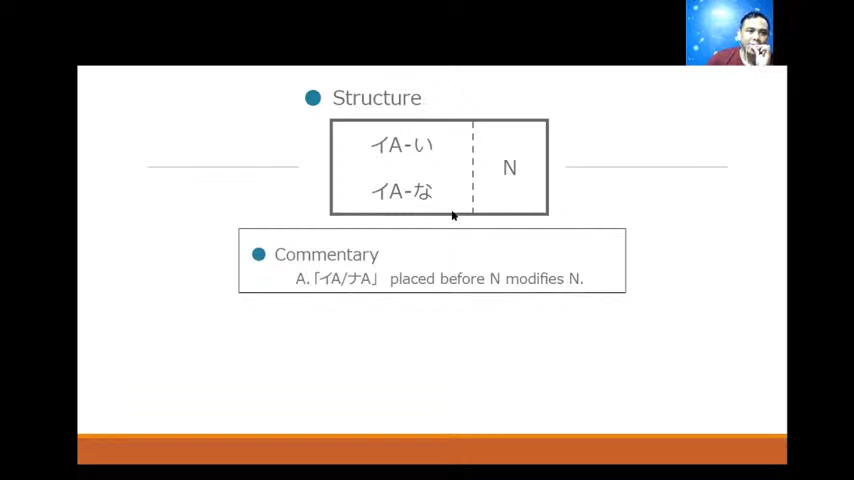 Structure
イA-い
イA-な
N
Commentary
A.「イA/ナA」 placed before N modifies N.